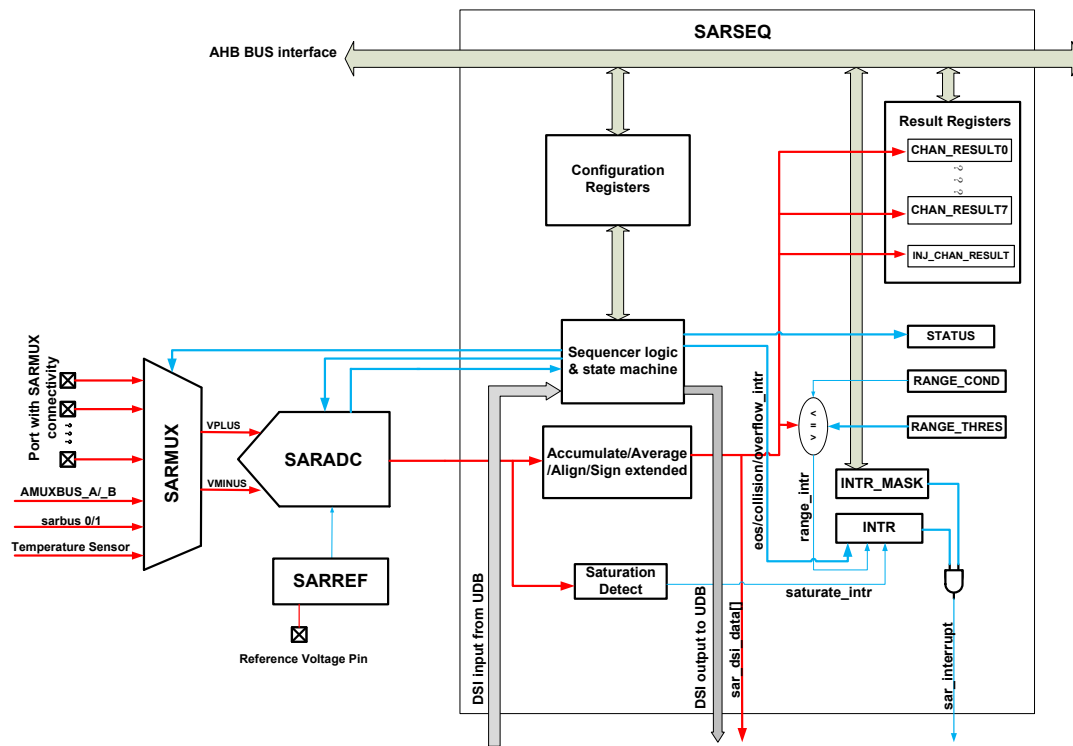 SARSEQ
AHB BUS interface
Result Registers
CHAN_RESULT0
? ? ?
CHAN_RESULT7
INJ_CHAN_RESULT
Configuration
Registers
Sequencer logic
& state machine
STATUS
RANGE_COND
RANGE_THRES
< = >
Port with SARMUX
connectivity
SARMUX
VPLUS
VMINUS
SARADC
Accumulate/Average
/Align/Sign extended
eos/collision/overflow_intr
range_intr
INTR_MASK
INTR
AMUXBUS_A/_B
sarbus 0/1
Temperature Sensor
SARREF
Saturation
Detect
saturate_intr
Reference Voltage Pin
DSI input from UDB
DSI output to UDB
sar_dsi_data[]
sar_interrupt